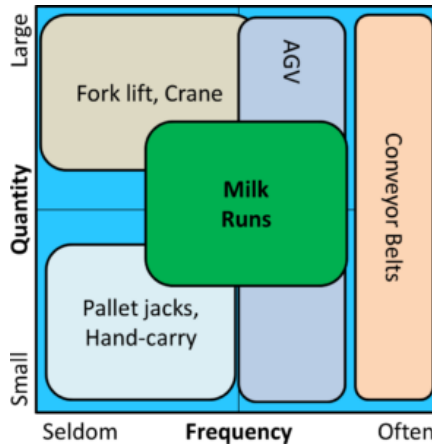 Large
Quantity
Small
Fork lift, Crane
AGV
Milk
Runs
Conveyor Belts
Pallet jacks,
Hand-carry
Seldom
Frequency
Often